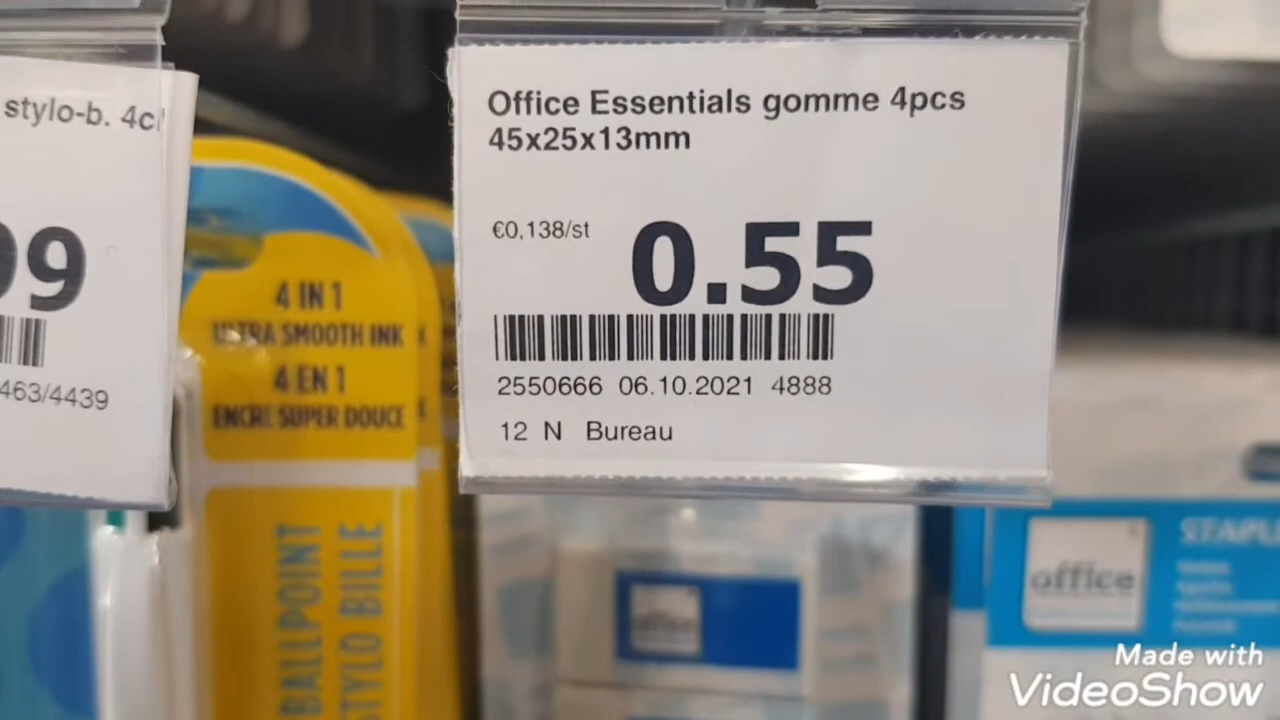 stylo-b. 4c
99
463/4439
4 IN 1
ULTRA SMOOTH INK
4 EN 1
ENCRE SUPER DOUCE
BALLPOINT
STYLO BILLE
Office Essentials gomme 4pcs
45x25x13mm
€0,138/st
0.55
2550666 06.10.2021 4888
12 N Bureau
office
office
STAPL
Made with
VideoShow